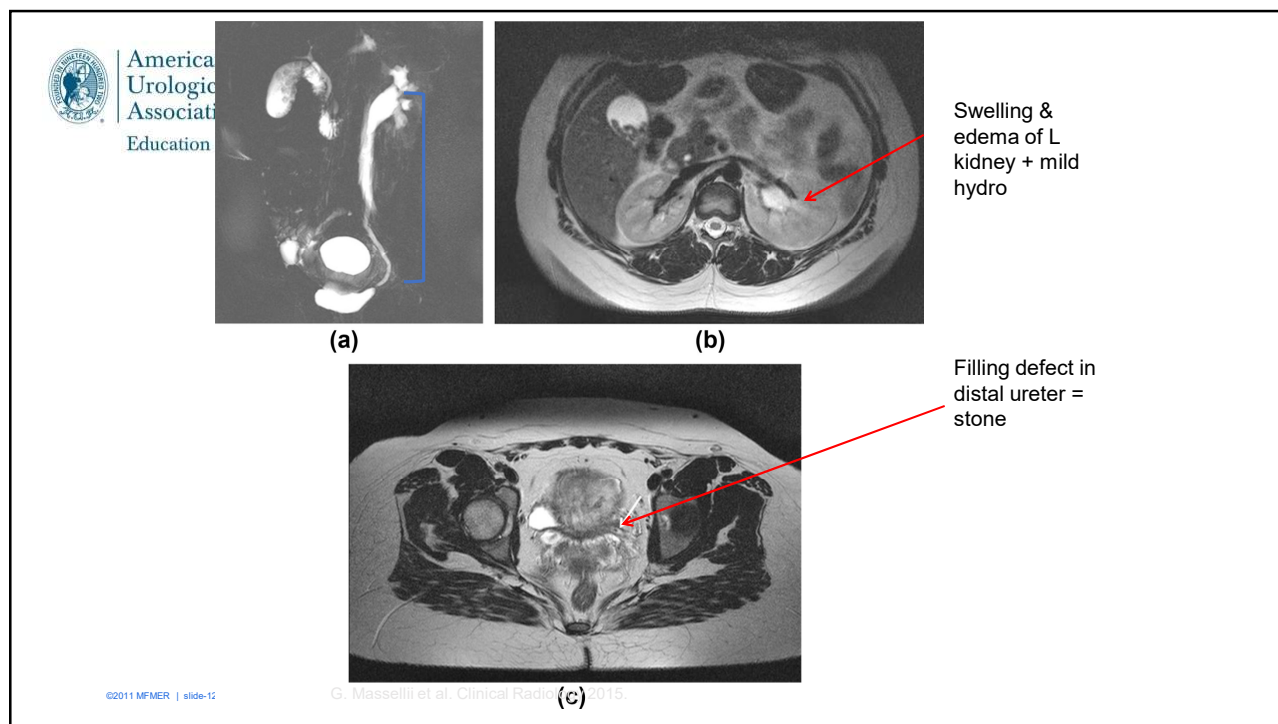 America
Urologic
Associati
Education
(a)
(b)
Swelling &
edema of L
kidney + mild
hydro
Filling defect in
distal ureter =
stone
(c)
©2011 MFMER | slide-12
G. Massellii et al. Clinical Radiology 2015.